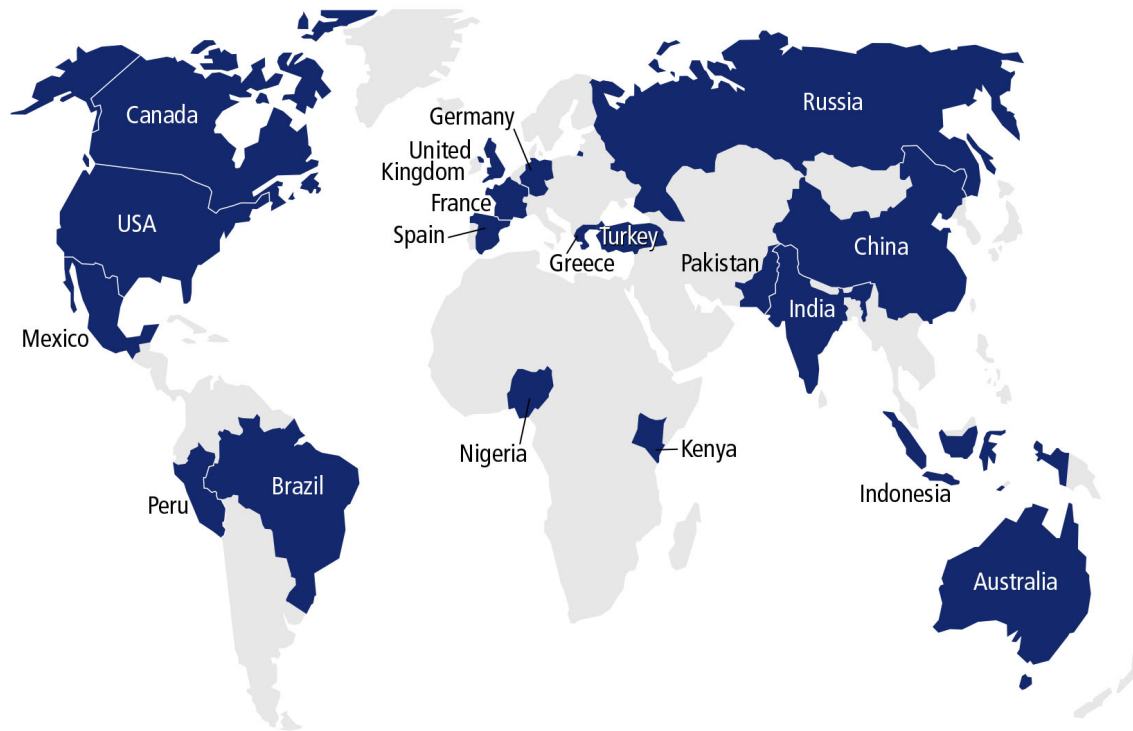 Canada
Russia
Germany
United
Kingdom
France
USA
Spain
Turkey
Greece
Pakistan
China
India
Mexico
Nigeria
Kenya
Peru
Brazil
Indonesia
Australia